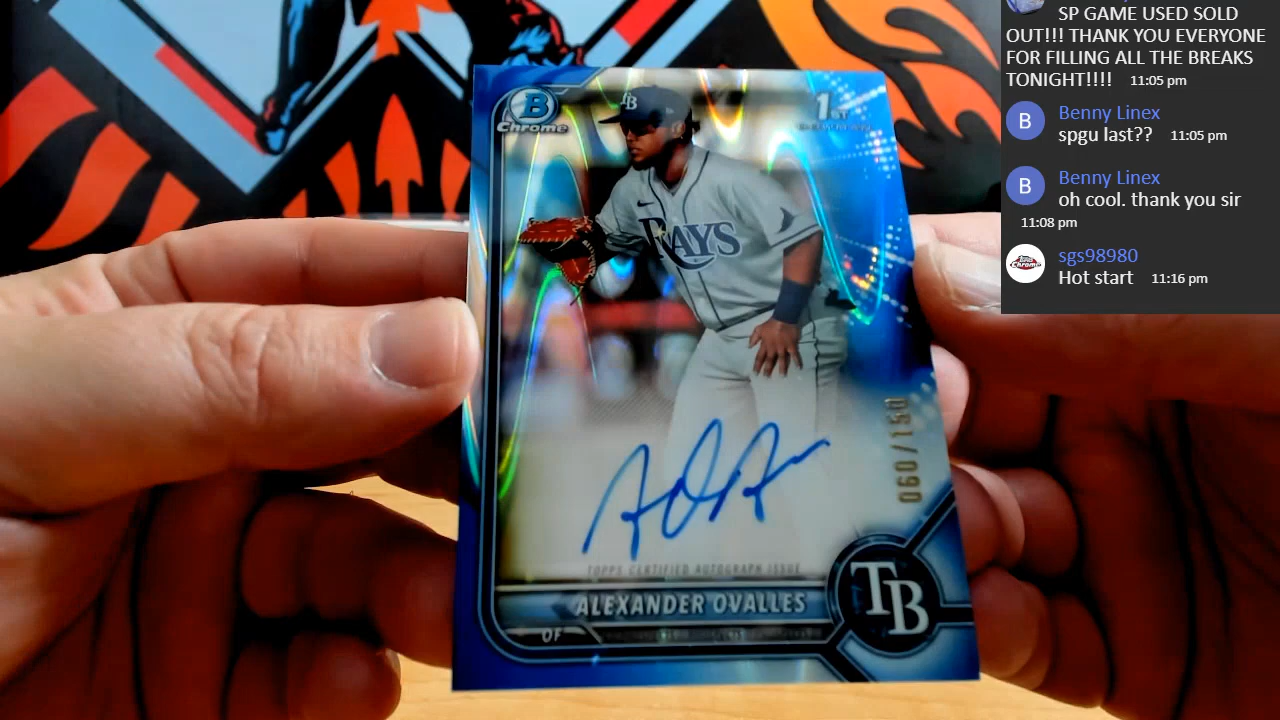 SP GAME USED SOLD
OUT!!! THANK YOU EVERYONE
FOR FILLING ALL THE BREAKS
TONIGHT!!!! 11:05 pm
B Benny Linex
spgu last?? 11:05 pm
B Benny Linex
oh cool. thank you sir
11:08 pm
sgs98980
Hot start 11:16 pm
B
Chrome
1ST
TB
RAYS
060/150
TOPPS CERTIFIED AUTOGRAPH ISSUE
ALEXANDER OVALLES
OF
TB